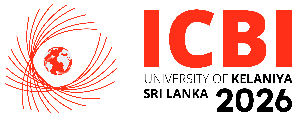 ICBI
UNIVERSITY OF KELANIYA
SRI LANKA 2026